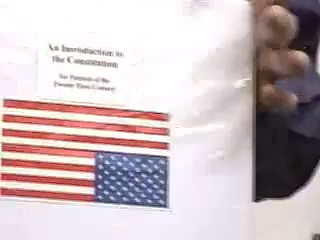 An Introduction to
the Constitution
for Patriots of the
Twenty First Century